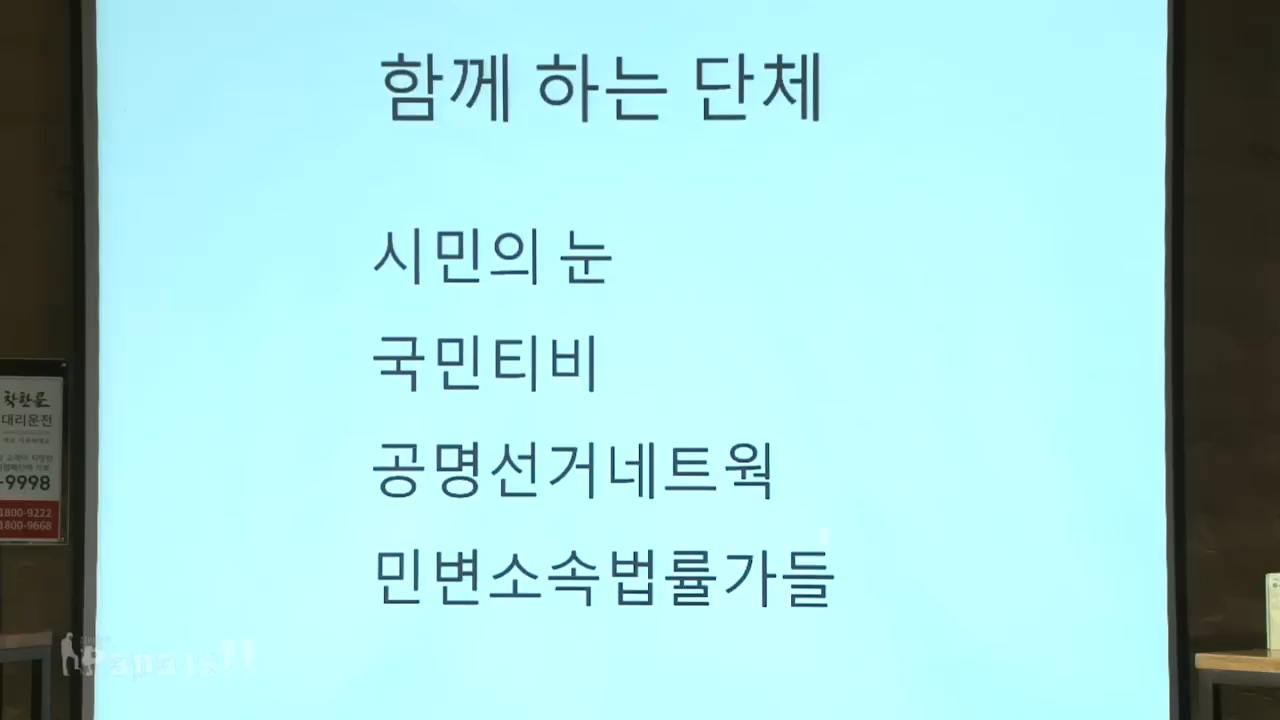 함께 하는 단체
시민의 눈
국민티비
공명선거네트웍
민변소속법률가들
착한콜
대리운전
-9998
1800-9222
1800-9668
Papa is!!